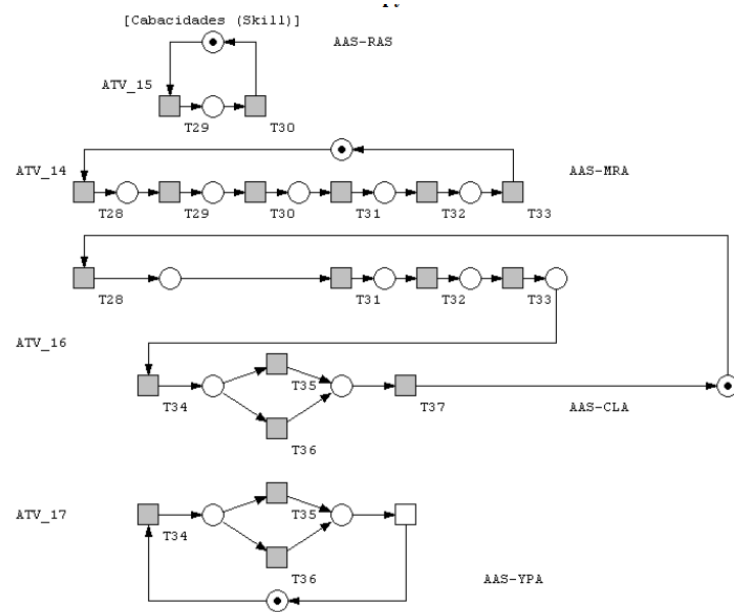 [Cabacidades (Skill)]
AAS-RAS
ATV_15
T29 T30
ATV_14 AAS-MRA
T28 T29 T30 T31 T32 T33
T28 T31 T32 T33
ATV_16
T34 T35 T37 AAS-CLA
T36
ATV_17
T34 T35
T36
AAS-YPA